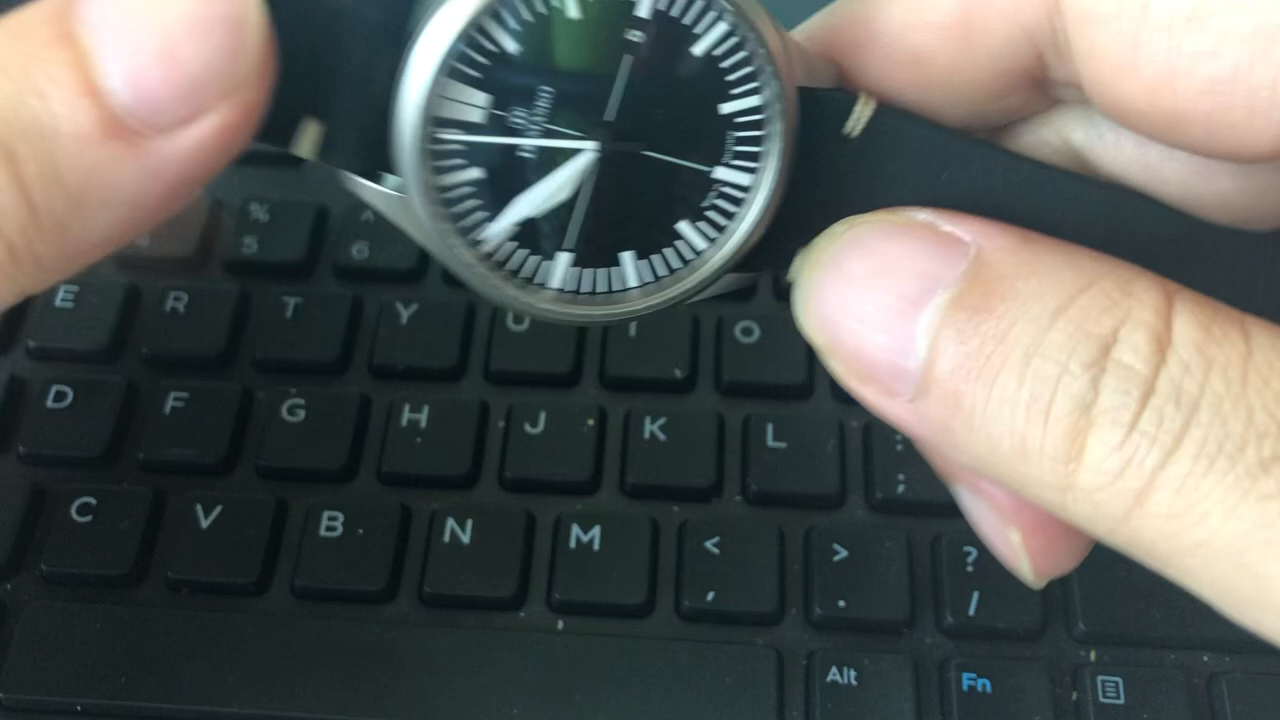 %
5
^
6
E R T Y U I O
D F G H J K L :
;
C V B N M < ,
> .
? /
Alt Fn